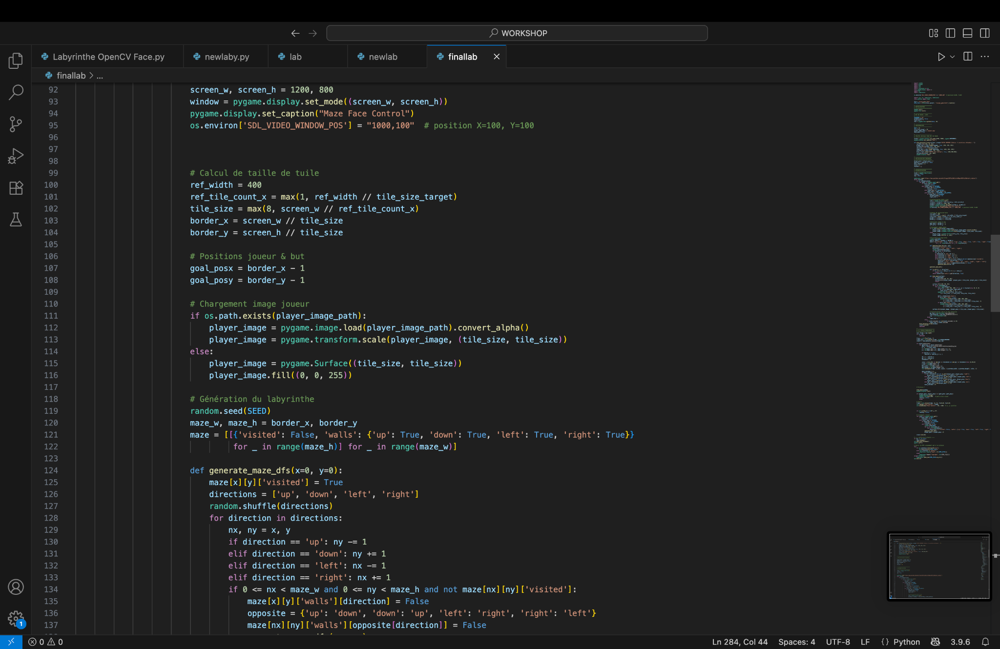 WORKSHOP
Labyrinthe OpenCV Face.py
newlaby.py
lab
newlab
finallab
finallab > ...
92 screen_w, screen_h = 1200, 800
93 window = pygame.display.set_mode((screen_w, screen_h))
94 pygame.display.set_caption("Maze Face Control")
95 os.environ['SDL_VIDEO_WINDOW_POS'] = "1000,100"  # position X=100, Y=100
96
97
98
99 # Calcul de taille de tuile
100 ref_width = 400
101 ref_tile_count_x = max(1, ref_width // tile_size_target)
102 tile_size = max(8, screen_w // ref_tile_count_x)
103 border_x = screen_w // tile_size
104 border_y = screen_h // tile_size
105
106 # Positions joueur & but
107 goal_posx = border_x - 1
108 goal_posy = border_y - 1
109
110 # Chargement image joueur
111 if os.path.exists(player_image_path):
112     player_image = pygame.image.load(player_image_path).convert_alpha()
113     player_image = pygame.transform.scale(player_image, (tile_size, tile_size))
114 else:
115     player_image = pygame.Surface((tile_size, tile_size))
116     player_image.fill((0, 0, 255))
117
118 # Génération du labyrinthe
119 random.seed(SEED)
120 maze_w, maze_h = border_x, border_y
121 maze = [[{'visited': False, 'walls': {'up': True, 'down': True, 'left': True, 'right': True}}
122          for _ in range(maze_h)] for _ in range(maze_w)]
123
124 def generate_maze_dfs(x=0, y=0):
125     maze[x][y]['visited'] = True
126     directions = ['up', 'down', 'left', 'right']
127     random.shuffle(directions)
128     for direction in directions:
129         nx, ny = x, y
130         if direction == 'up': ny -= 1
131         elif direction == 'down': ny += 1
132         elif direction == 'left': nx -= 1
133         elif direction == 'right': nx += 1
134         if 0 <= nx < maze_w and 0 <= ny < maze_h and not maze[nx][ny]['visited']:
135             maze[x][y]['walls'][direction] = False
136             opposite = {'up': 'down', 'down': 'up', 'left': 'right', 'right': 'left'}
137             maze[nx][ny]['walls'][opposite[direction]] = False
1
0 0
Ln 284, Col 44
Spaces: 4
UTF-8
LF
{} Python
3.9.6